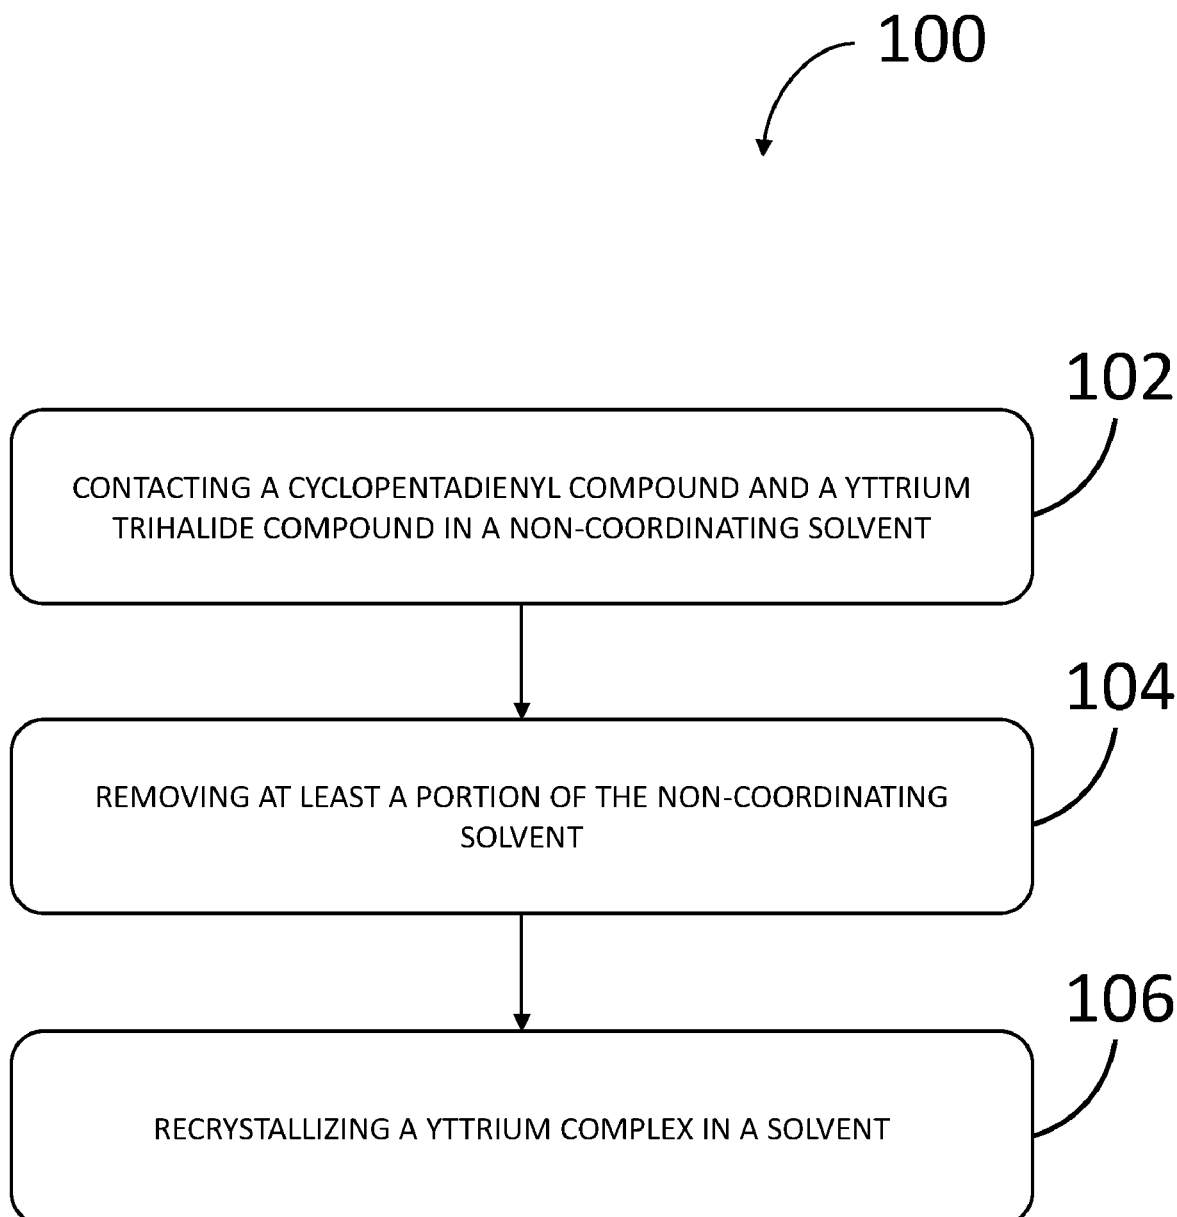 100
102
CONTACTING A CYCLOPENTADIENYL COMPOUND AND A YTTRIUM
TRIHALIDE COMPOUND IN A NON-COORDINATING SOLVENT
104
REMOVING AT LEAST A PORTION OF THE NON-COORDINATING
SOLVENT
106
RECRYSTALLIZING A YTTRIUM COMPLEX IN A SOLVENT